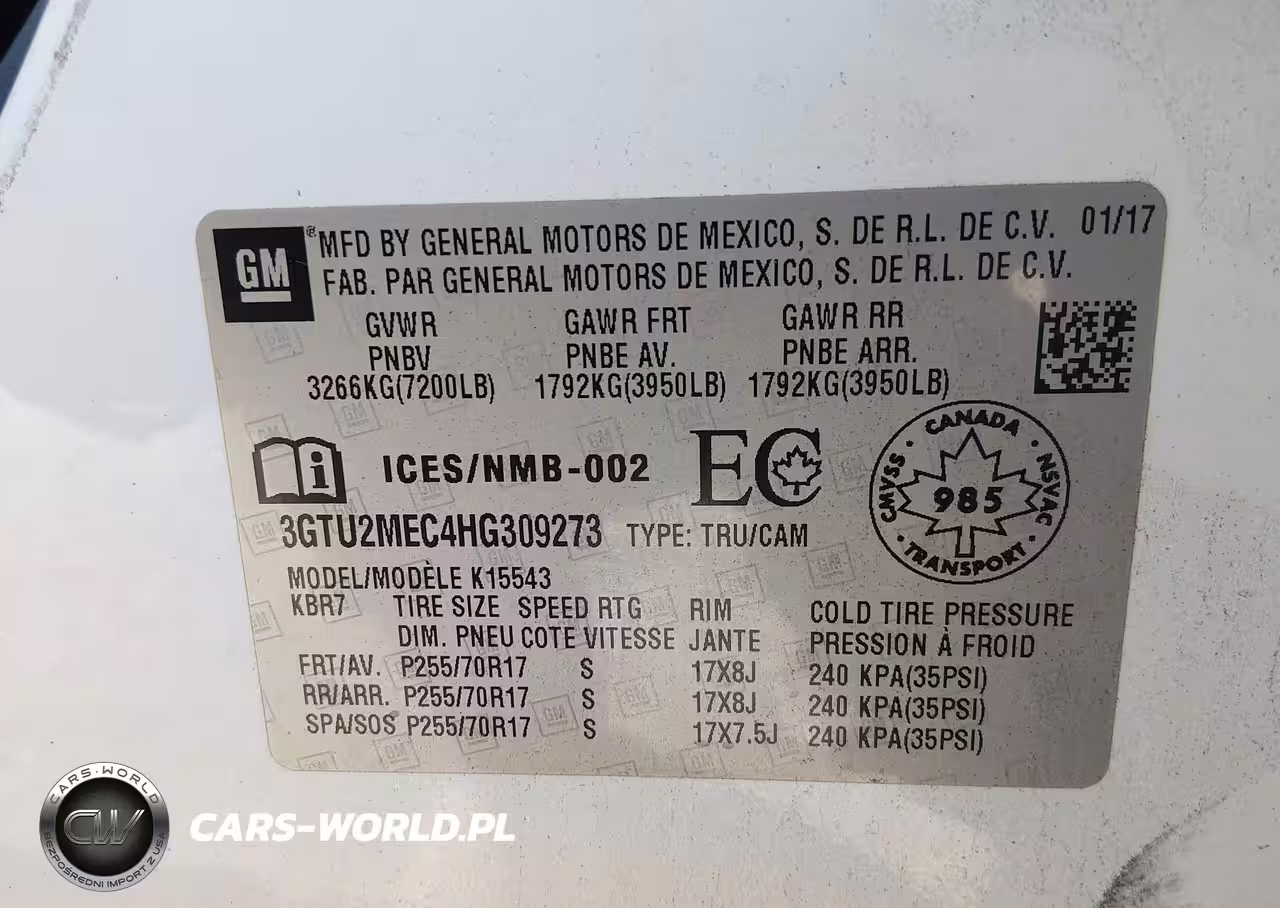 GM
® MFD BY GENERAL MOTORS DE MEXICO, S. DE R.L. DE C.V. 01/17
FAB. PAR GENERAL MOTORS DE MEXICO, S. DE R.L. DE C.V.
GVWR GAWR FRT GAWR RR
PNBV PNBE AV. PNBE ARR.
3266KG(7200LB) 1792KG(3950LB) 1792KG(3950LB)
i ICES/NMB-002 EC
CANADA
CMVSS 985 NSVAC
TRANSPORT
3GTU2MEC4HG309273 TYPE: TRU/CAM
MODEL/MODÈLE K15543
KBR7 TIRE SIZE SPEED RTG RIM COLD TIRE PRESSURE
DIM. PNEU COTE VITESSE JANTE PRESSION À FROID
FRT/AV. P255/70R17 S 17X8J 240 KPA(35PSI)
RR/ARR. P255/70R17 S 17X8J 240 KPA(35PSI)
SPA/SOS P255/70R17 S 17X7.5J 240 KPA(35PSI)
CARS-WORLD
CW
BEZPOŚREDNI IMPORT Z USA
CARS-WORLD.PL